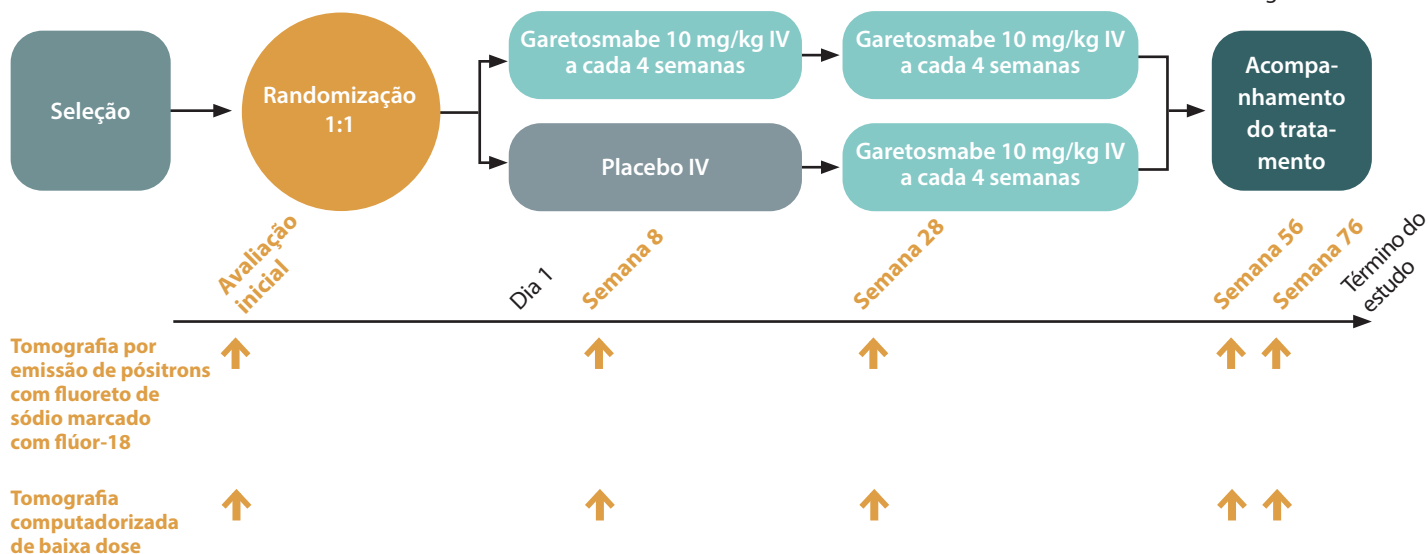 Seleção
Randomização
1:1
Garetosmabe 10 mg/kg IV
a cada 4 semanas
Garetosmabe 10 mg/kg IV
a cada 4 semanas
Placebo IV
Garetosmabe 10 mg/kg IV
a cada 4 semanas
Acompa-
nhamento
do trata-
mento
Avaliação
inicial
Dia 1
Semana 8
Semana 28
Semana 56
Semana 76
Término do
estudo
Tomografia por
emissão de pósitrons
com fluoreto de
sódio marcado
com flúor-18
Tomografia
computadorizada
de baixa dose